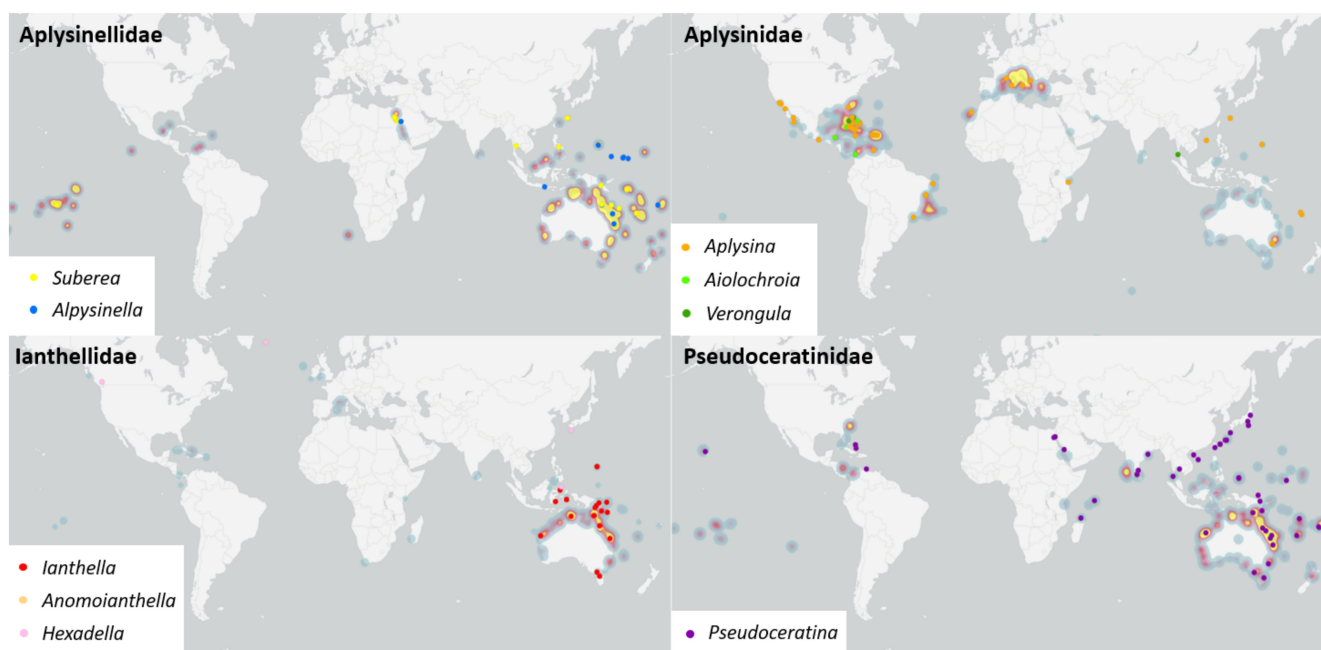 Aplysinellidae
Suberea
Alpysinella
Aplysinidae
Aplysina
Aiolochroia
Verongula
Ianthellidae
Ianthella
Anomoianthella
Hexadella
Pseudoceratinidae
Pseudoceratina